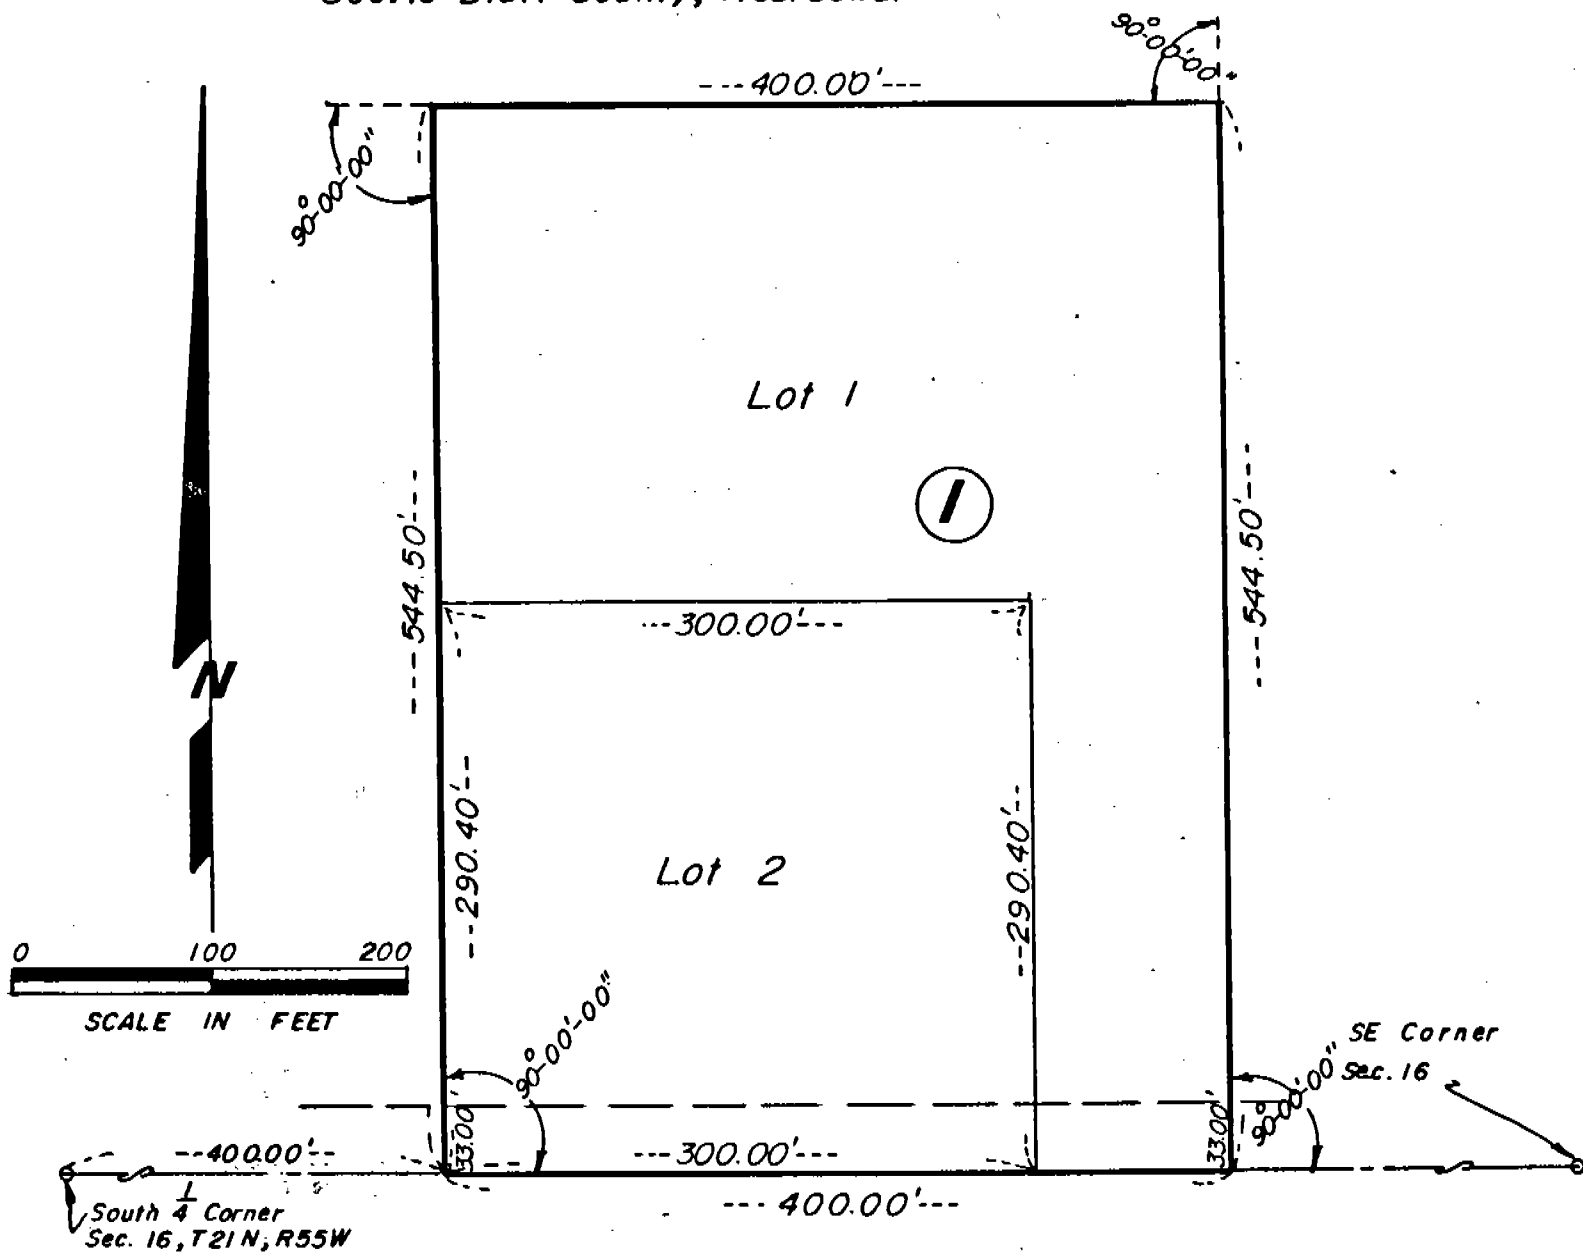 ---400.00'---
90°-00'-00"
90°-00'-00"
Lot 1
1
---544.50'---
---544.50'---
---300.00'---
N
--290.40'--
--290.40'--
Lot 2
0 100 200
SCALE IN FEET
90°-00'-00"
SE Corner
Sec. 16
90°-00'-00"
33.00'
33.00'
--400.00'--
---300.00'---
South 1/4 Corner
Sec. 16, T21N, R55W
--- 400.00'---